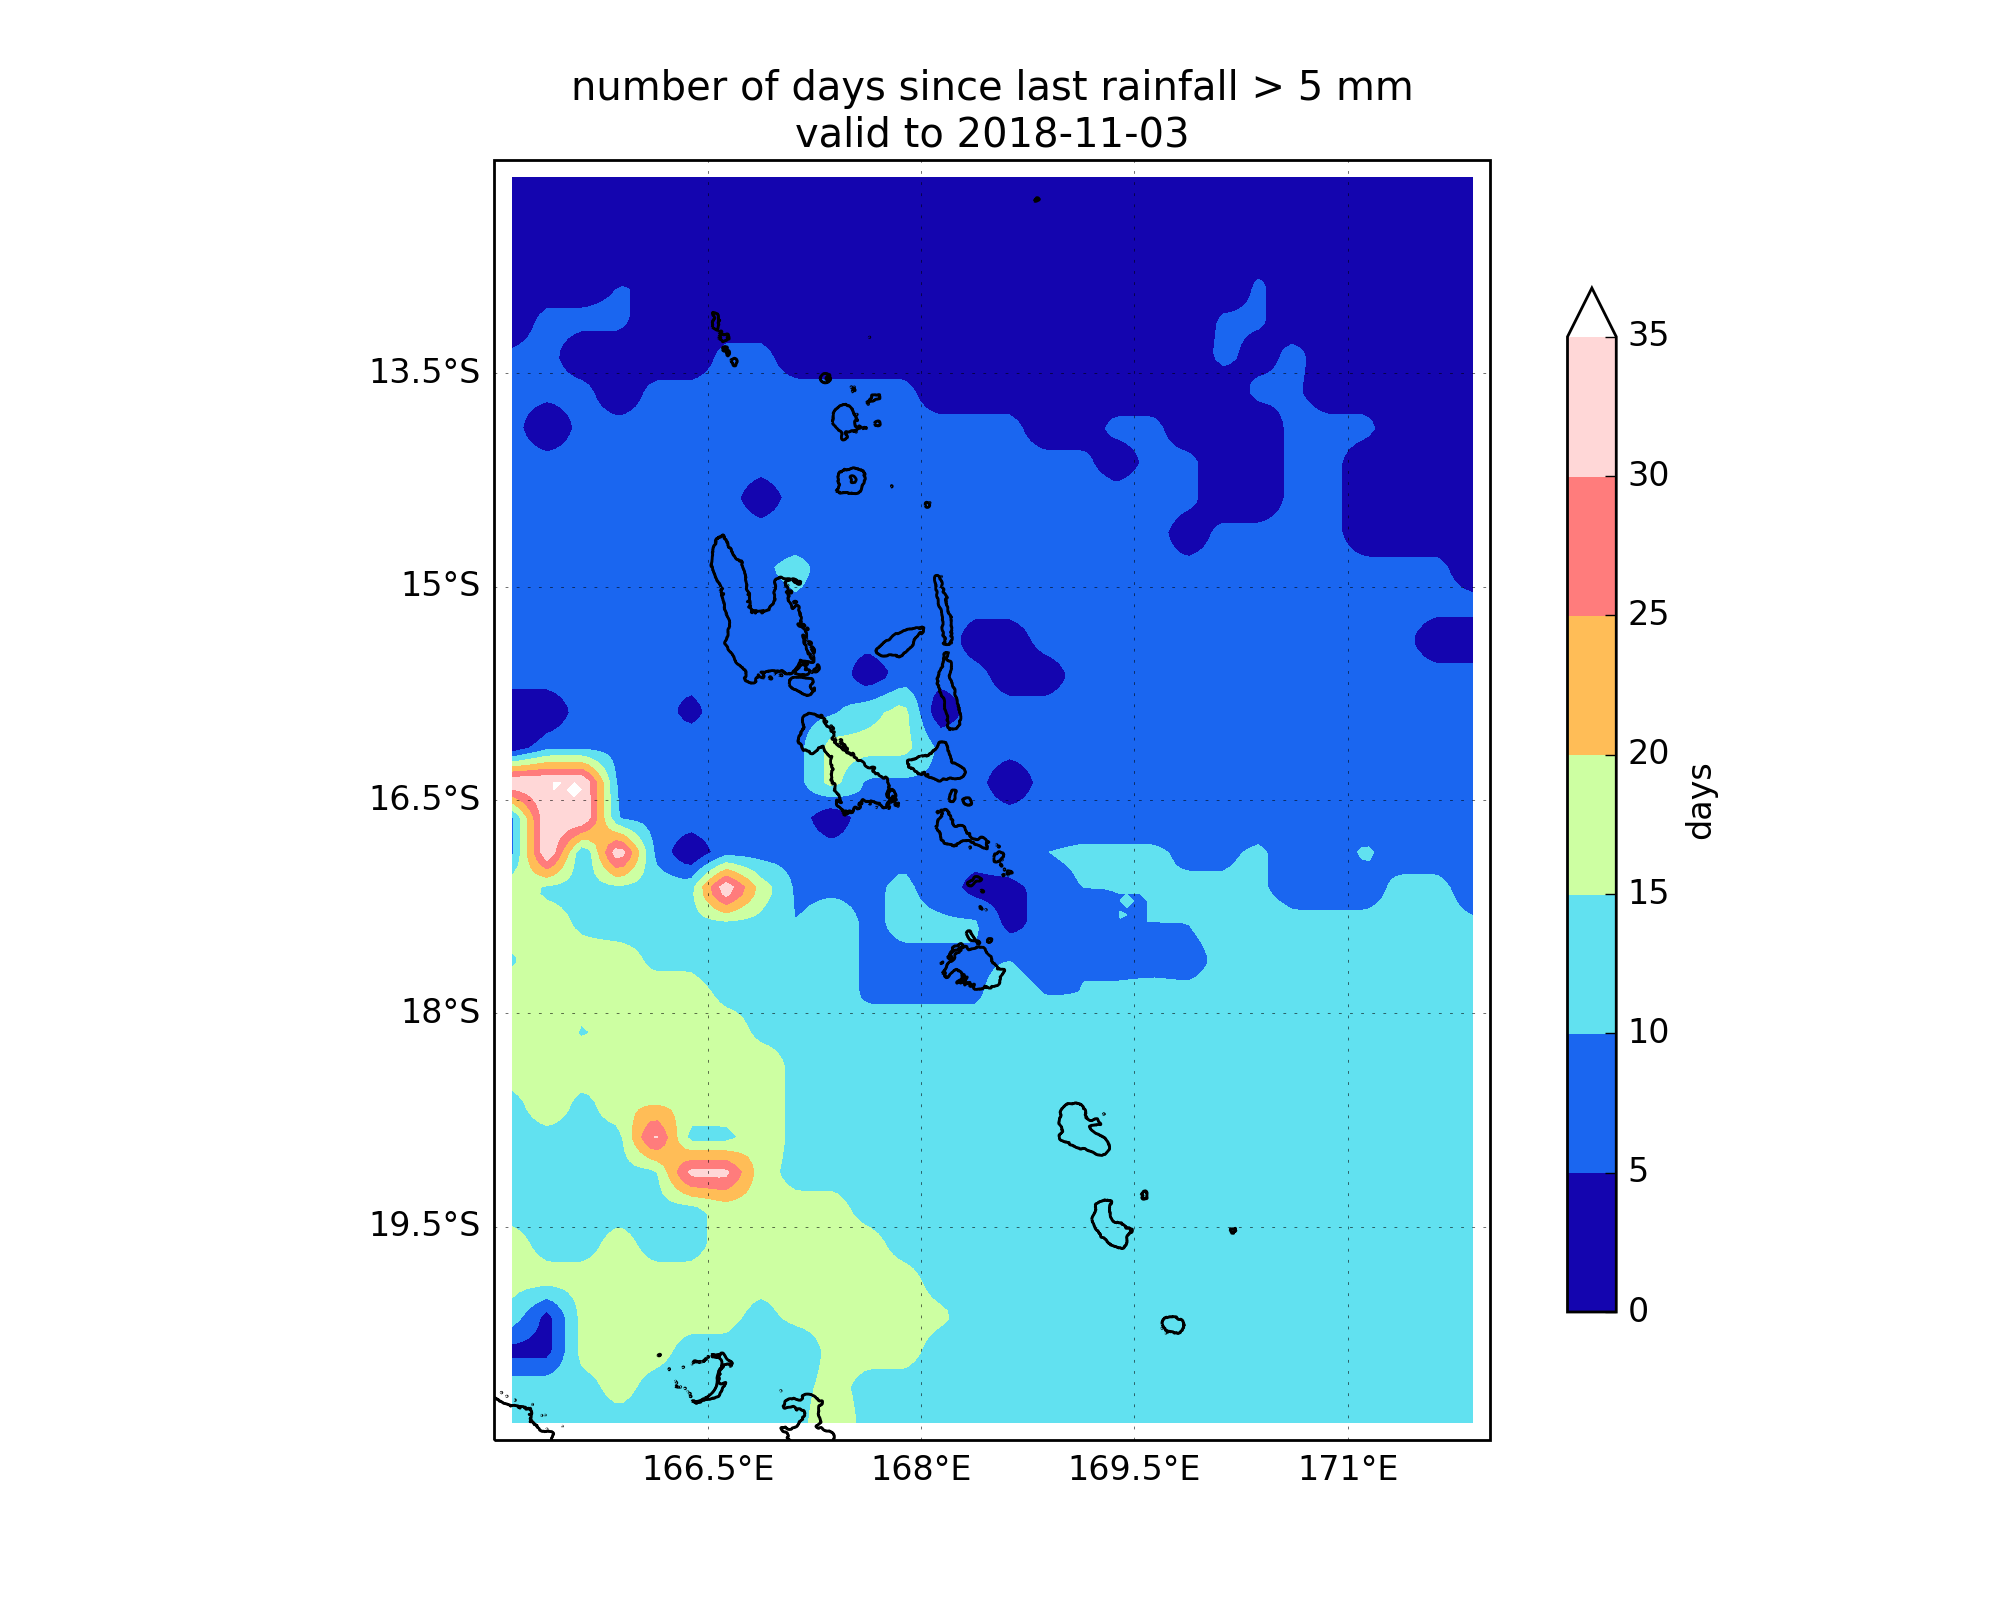 number of days since last rainfall > 5 mm
valid to 2018-11-03
13.5°S
15°S
16.5°S
18°S
19.5°S
166.5°E
168°E
169.5°E
171°E
35
30
25
20
15
10
5
0
days